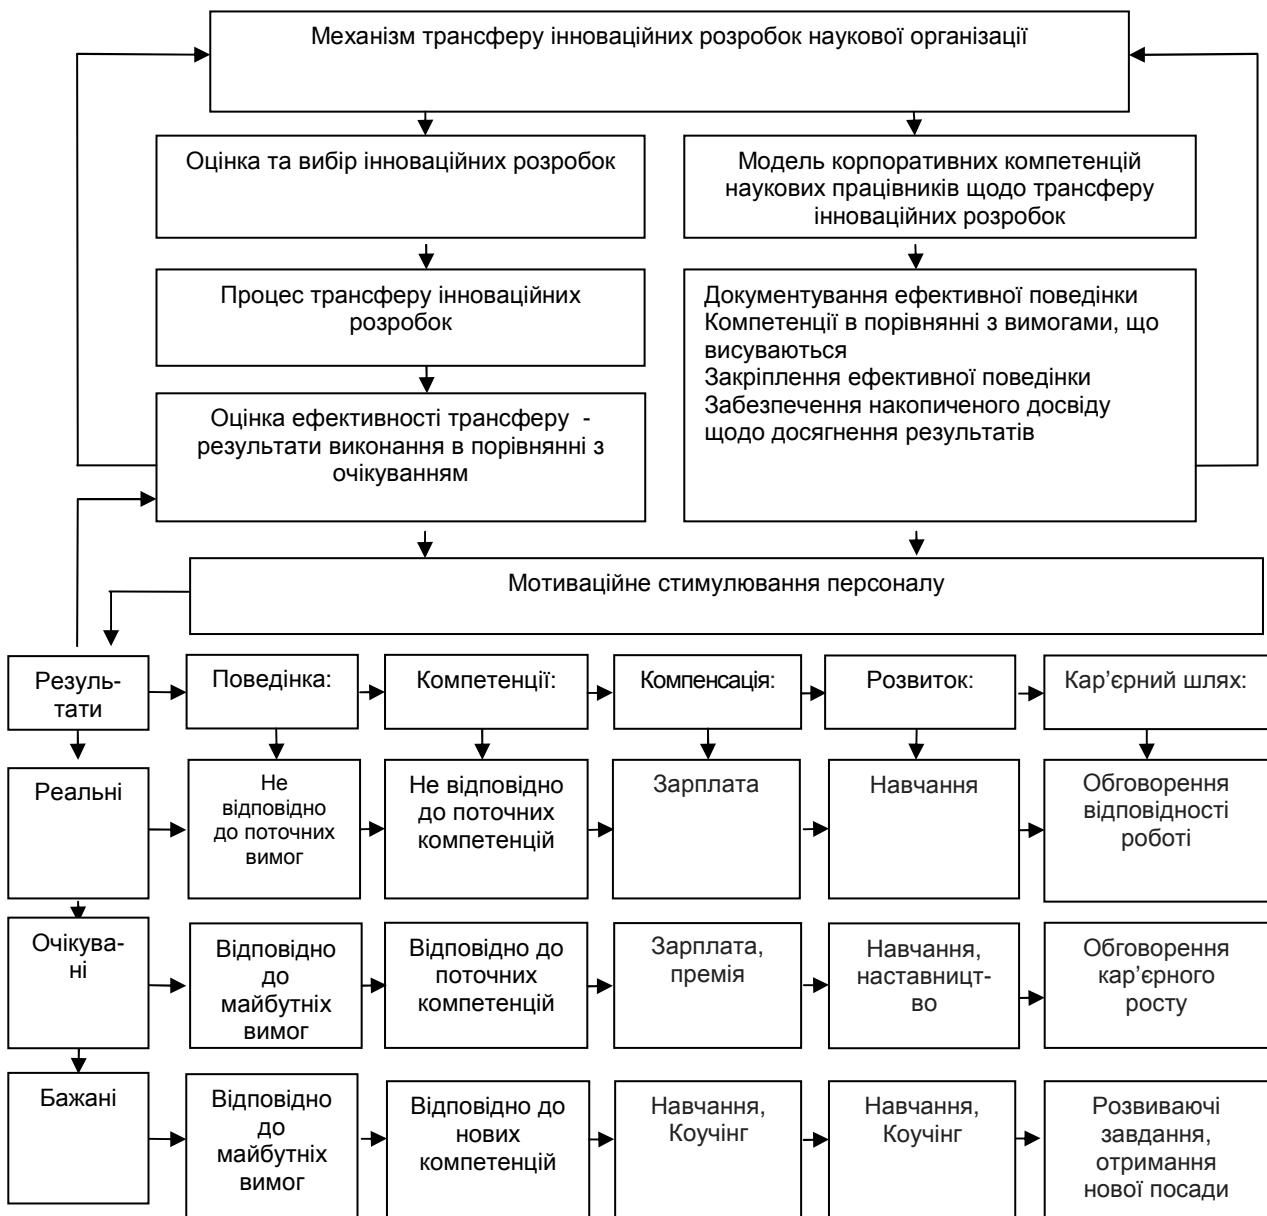 Механізм трансферу інноваційних розробок наукової організації
Оцінка та вибір інноваційних розробок
Модель корпоративних компетенцій
наукових працівників щодо трансферу
інноваційних розробок
Процес трансферу інноваційних
розробок
Документування ефективної поведінки
Компетенції в порівнянні з вимогами, що
висуваються
Закріплення ефективної поведінки
Забезпечення накопиченого досвіду
щодо досягнення результатів
Оцінка ефективності трансферу -
результати виконання в порівнянні з
очікуванням
Мотиваційне стимулювання персоналу
Резуль-
тати
Поведінка:
Компетенції:
Компенсація:
Розвиток:
Кар’єрний шлях:
Реальні
Не
відповідно
до поточних
вимог
Не відповідно
до поточних
компетенцій
Зарплата
Навчання
Обговорення
відповідності
роботі
Очікува-
ні
Відповідно
до
майбутніх
вимог
Відповідно до
поточних
компетенцій
Зарплата,
премія
Навчання,
наставницт-
во
Обговорення
кар’єрного
росту
Бажані
Відповідно
до
майбутніх
вимог
Відповідно до
нових
компетенцій
Навчання,
Коучінг
Навчання,
Коучінг
Розвиваючі
завдання,
отримання
нової посади